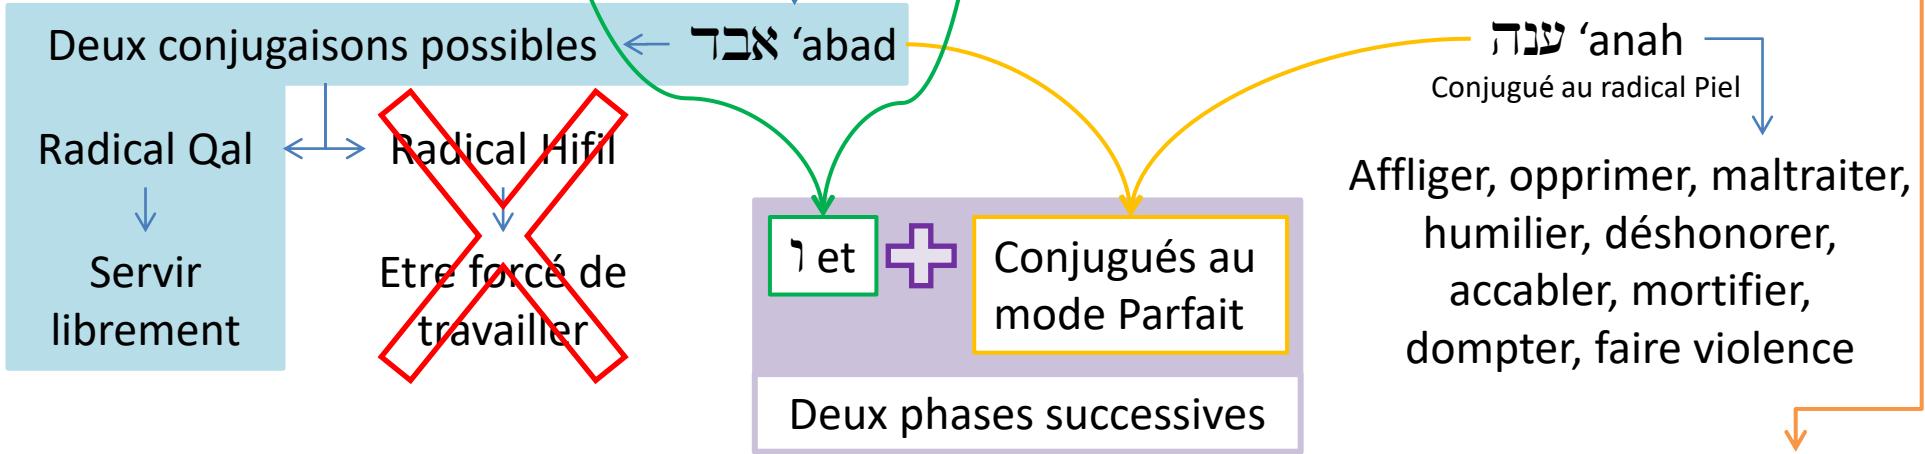 Deux conjugaisons possibles
אבד ‘abad
ענה ‘anah
Conjugué au radical Piel
Radical Qal
Radical Hifil
Servir
librement
Etre forcé de
travailler
ו et
Conjugués au
mode Parfait
Deux phases successives
Affliger, opprimer, maltraiter,
humilier, déshonorer,
accabler, mortifier,
dompter, faire violence